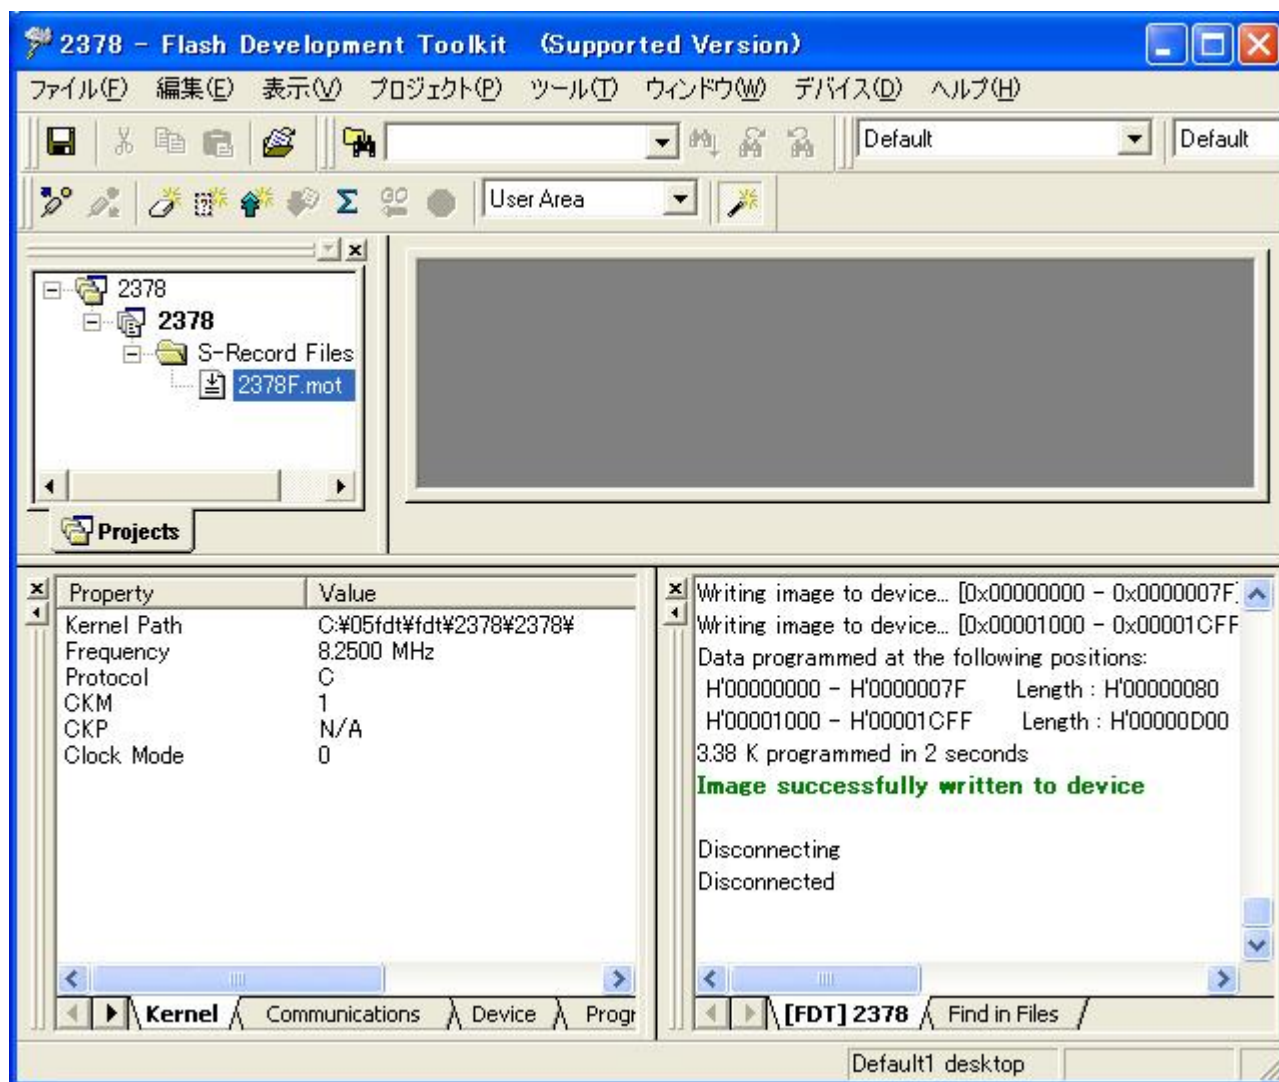 2378 - Flash Development Toolkit (Supported Version)
ファイル(F) 編集(E) 表示(V) プロジェクト(P) ツール(T) ウィンドウ(W) デバイス(D) ヘルプ(H)
Default Default
User Area
2378
2378
S-Record Files
2378F.mot
Projects
Property Value
Kernel Path C:¥05fdt¥fdt¥2378¥2378¥
Frequency 8.2500 MHz
Protocol C
CKM 1
CKP N/A
Clock Mode 0
Kernel Communications Device Progr
Writing image to device... [0x00000000 - 0x0000007F]
Writing image to device... [0x00001000 - 0x00001CFF
Data programmed at the following positions:
H'00000000 - H'0000007F Length : H'00000080
H'00001000 - H'00001CFF Length : H'00000D00
3.38 K programmed in 2 seconds
Image successfully written to device
Disconnecting
Disconnected
[FDT] 2378 Find in Files
Default1 desktop